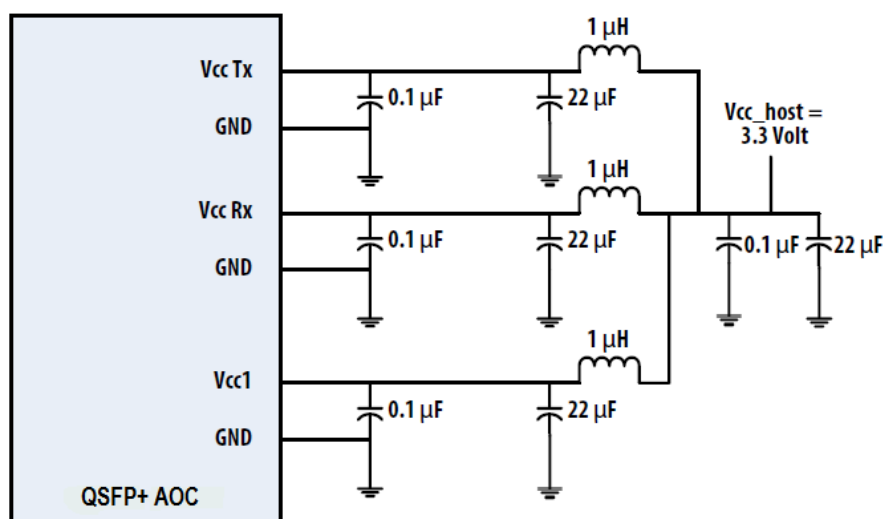 1 μH
Vcc Tx
0.1 μF
22 μF
Vcc_host =
3.3 Volt
GND
1 μH
Vcc Rx
0.1 μF
22 μF
0.1 μF
22 μF
GND
1 μH
Vcc1
0.1 μF
22 μF
GND
QSFP+ AOC